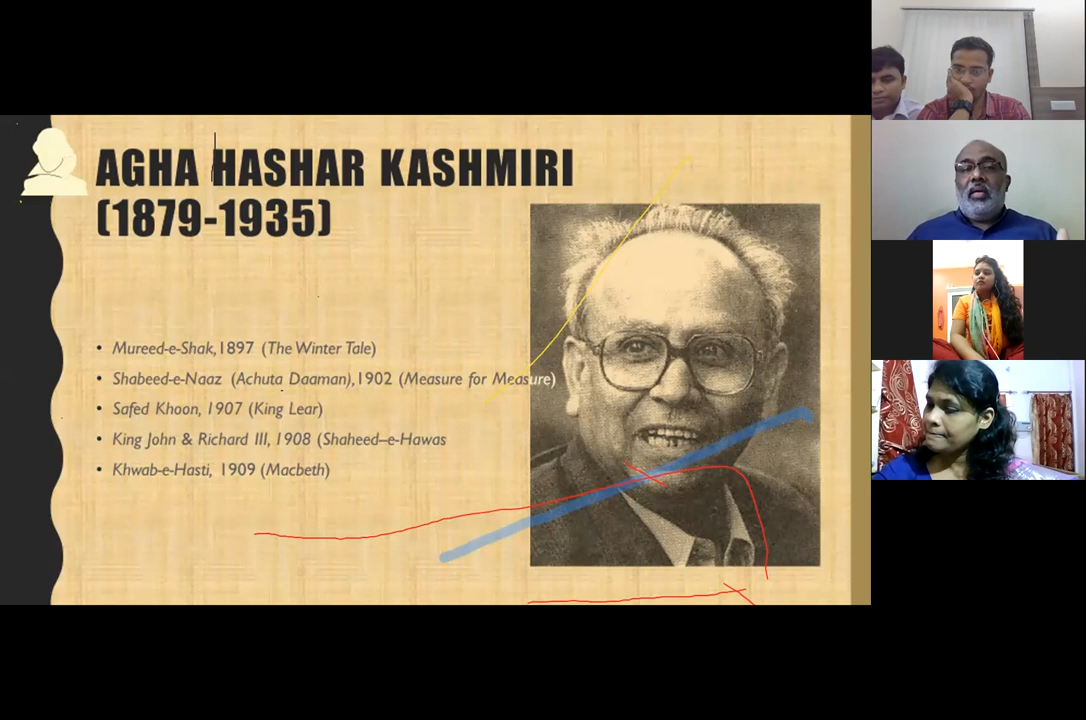 AGHA HASHAR KASHMIRI
(1879-1935)
• Mureed-e-Shak,1897 (The Winter Tale)
• Shabeed-e-Naaz (Achuta Daaman),1902 (Measure for Measure)
• Safed Khoon, 1907 (King Lear)
• King John & Richard III, 1908 (Shaheed–e-Hawas
• Khwab-e-Hasti, 1909 (Macbeth)